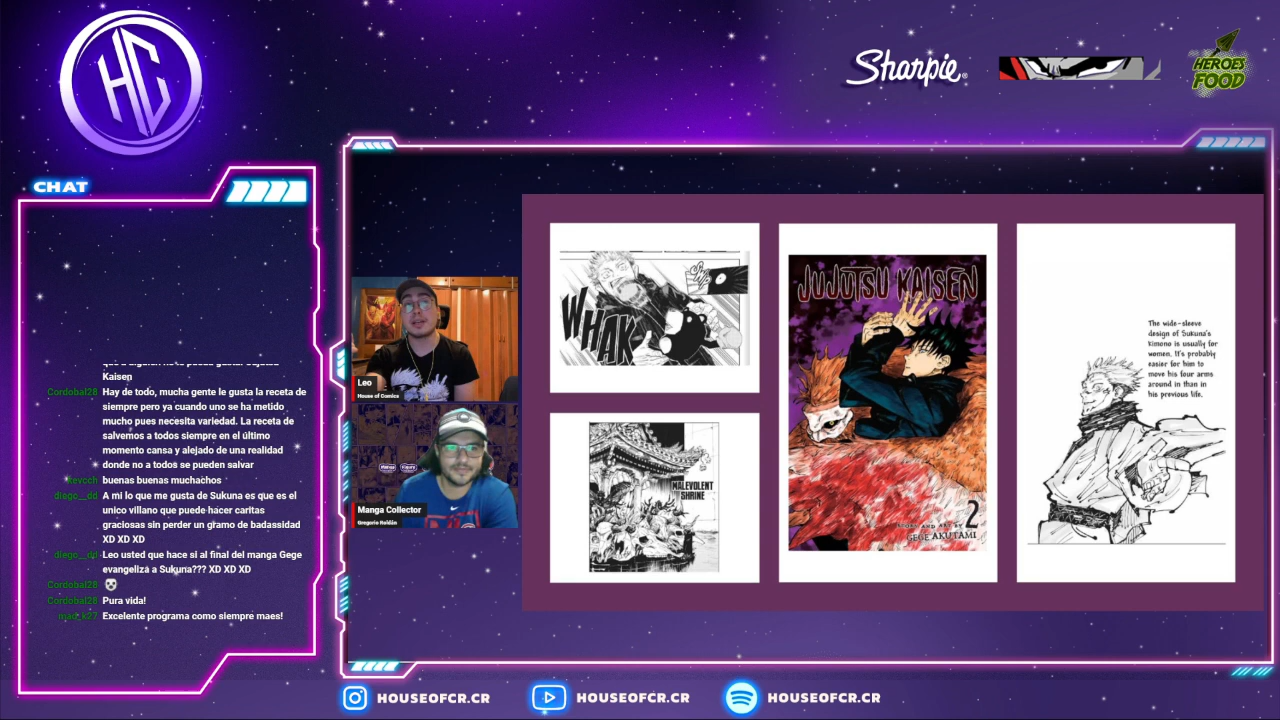 HC
Sharpie®
HEROES
FOOD
CHAT
Kaisen
Cordobal28 Hay de todo, mucha gente le gusta la receta de
siempre pero ya cuando uno se ha metido
mucho pues necesita variedad. La receta de
salvemos a todos siempre en el último
momento cansa y alejado de una realidad
donde no a todos se pueden salvar
buenas buenas muchachos
diego__dd A mi lo que me gusta de Sukuna es que es el
unico villano que puede hacer caritas
graciosas sin perder un gramo de badassidad
XD XD XD
diego__dd Leo usted que hace si al final del manga Gege
evangeliza a Sukuna??? XD XD XD
Cordobal28
Cordobal28 Pura vida!
Excelente programa como siempre maes!
Leo
House of Comics
Manga Figure
Manga Collector
Gregorio Roldán
WHAK
MALEVOLENT
SHRINE
JUJUTSU KAISEN
2
STORY AND ART BY
GEGE AKUTAMI
The wide-sleeve
design of Sukuna's
kimono is usually for
women. It's probably
easier for him to
move his four arms
around in than in
his previous life.
HOUSEOFCR.CR
HOUSEOFCR.CR
HOUSEOFCR.CR